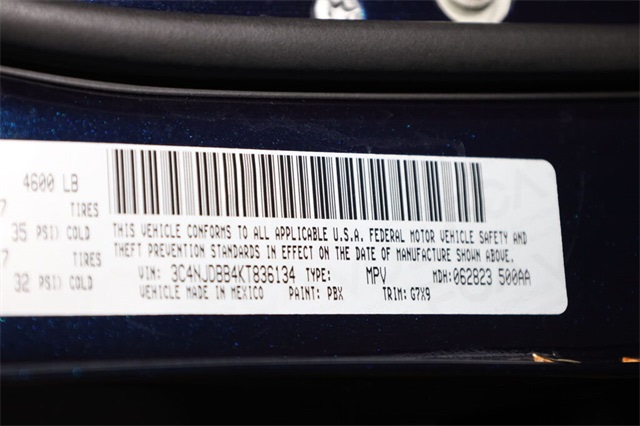 4600 LB
TIRES
35 PSI) COLD
TIRES
32 PSI) COLD
THIS VEHICLE CONFORMS TO ALL APPLICABLE U.S.A. FEDERAL MOTOR VEHICLE SAFETY AND
THEFT PREVENTION STANDARDS IN EFFECT ON THE DATE OF MANUFACTURE SHOWN ABOVE.
VIN: 3C4NJDBB4KT836134 TYPE: MPV MDH: 062823 500AA
VEHICLE MADE IN MEXICO PAINT: PBX TRIM: G7X9